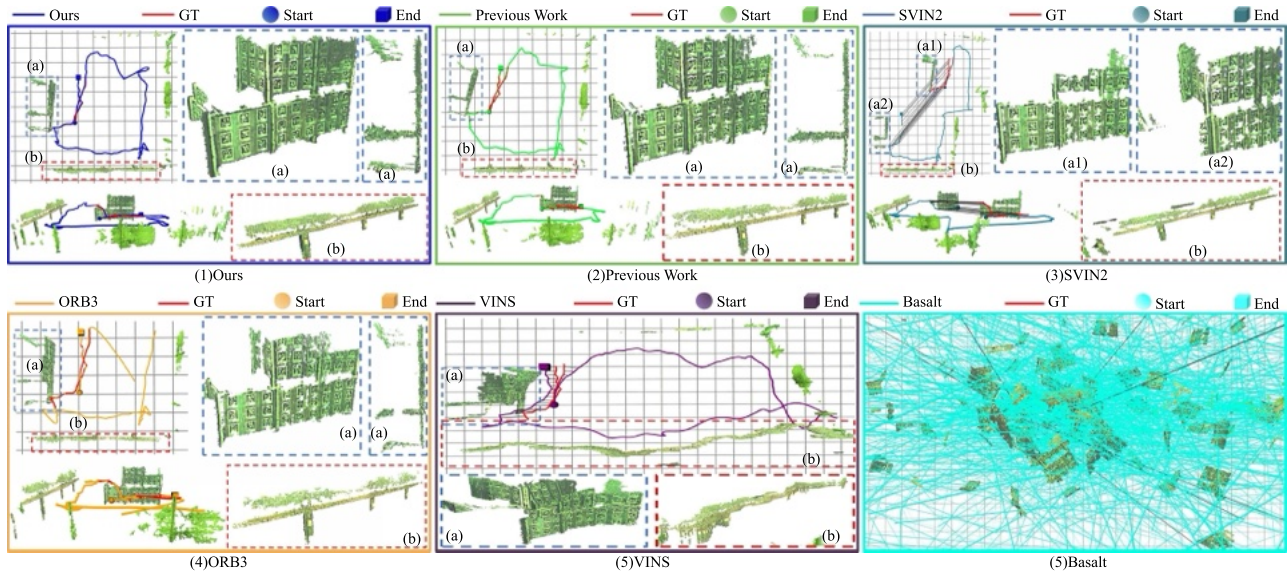 Ours GT Start End
Previous Work GT Start End
SVIN2 GT Start End
(a)
(b)
(a)
(a)
(b)
(1)Ours
(a)
(b)
(a)
(a)
(b)
(2)Previous Work
(a1)
(a2)
(b)
(a1)
(a2)
(b)
(3)SVIN2
ORB3 GT Start End
VINS GT Start End
Basalt GT Start End
(a)
(b)
(a)
(a)
(b)
(4)ORB3
(a)
(b)
(a)
(b)
(5)VINS
(5)Basalt